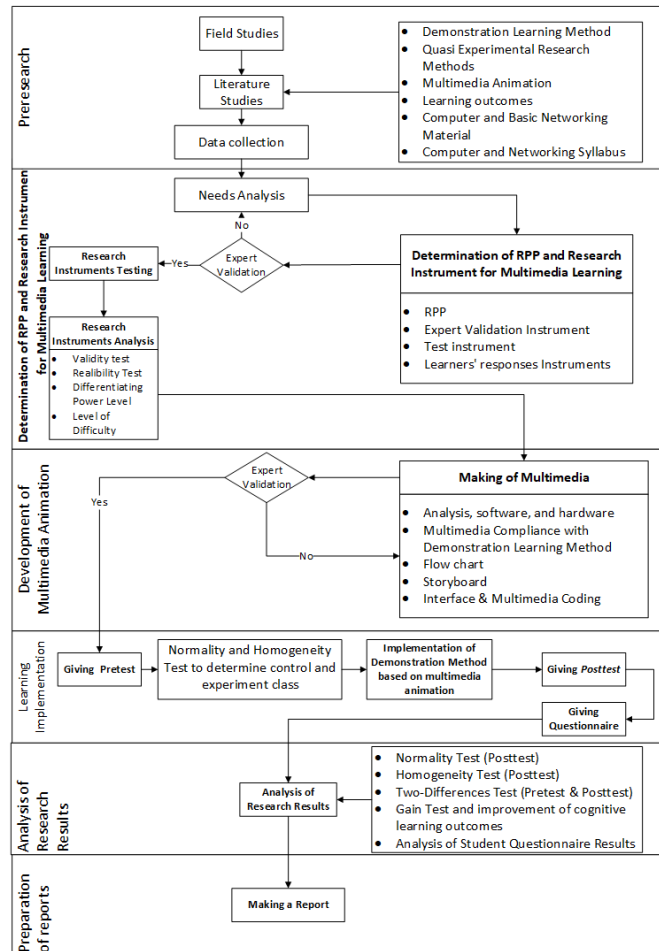 Preresearch
Field Studies
Literature
Studies
Data collection
• Demonstration Learning Method
• Quasi Experimental Research
Methods
• Multimedia Animation
• Learning outcomes
• Computer and Basic Networking
Material
• Computer and Networking Syllabus
Determination of RPP and Research Instrumen
for Multimedia Learning
Needs Analysis
No
Expert
Validation
Yes
Research
Instruments Testing
Research
Instruments Analysis
• Validity test
• Realibility Test
• Differentiating
Power Level
• Level of
Difficulty
Determination of RPP and Research
Instrument for Multimedia Learning
• RPP
• Expert Validation Instrument
• Test instrument
• Learners' responses Instruments
Development of
Multimedia Animation
Expert
Validation
Yes
No
Making of Multimedia
• Analysis, software, and hardware
• Multimedia Compliance with
Demonstration Learning Method
• Flow chart
• Storyboard
• Interface & Multimedia Coding
Learning
Implementation
Giving Pretest
Normality and Homogeneity
Test to determine control and
experiment class
Implementation of
Demonstration Method
based on multimedia
animation
Giving Posttest
Giving
Questionnaire
Analysis of
Research
Results
Analysis of
Research Results
• Normality Test (Posttest)
• Homogeneity Test (Posttest)
• Two-Differences Test (Pretest & Posttest)
• Gain Test and improvement of cognitive
learning outcomes
• Analysis of Student Questionnaire Results
Preparation
of reports
Making a Report